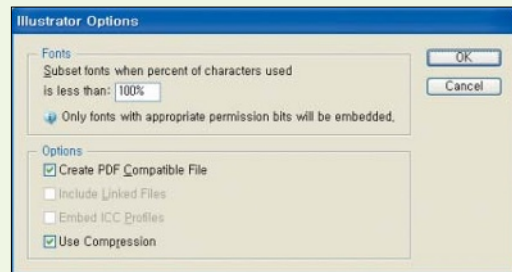 Illustrator Options
Fonts
Subset fonts when percent of characters used
is less than: 100%
Only fonts with appropriate permission bits will be embedded.
OK
Cancel
Options
Create PDF Compatible File
Include Linked Files
Embed ICC Profiles
Use Compression